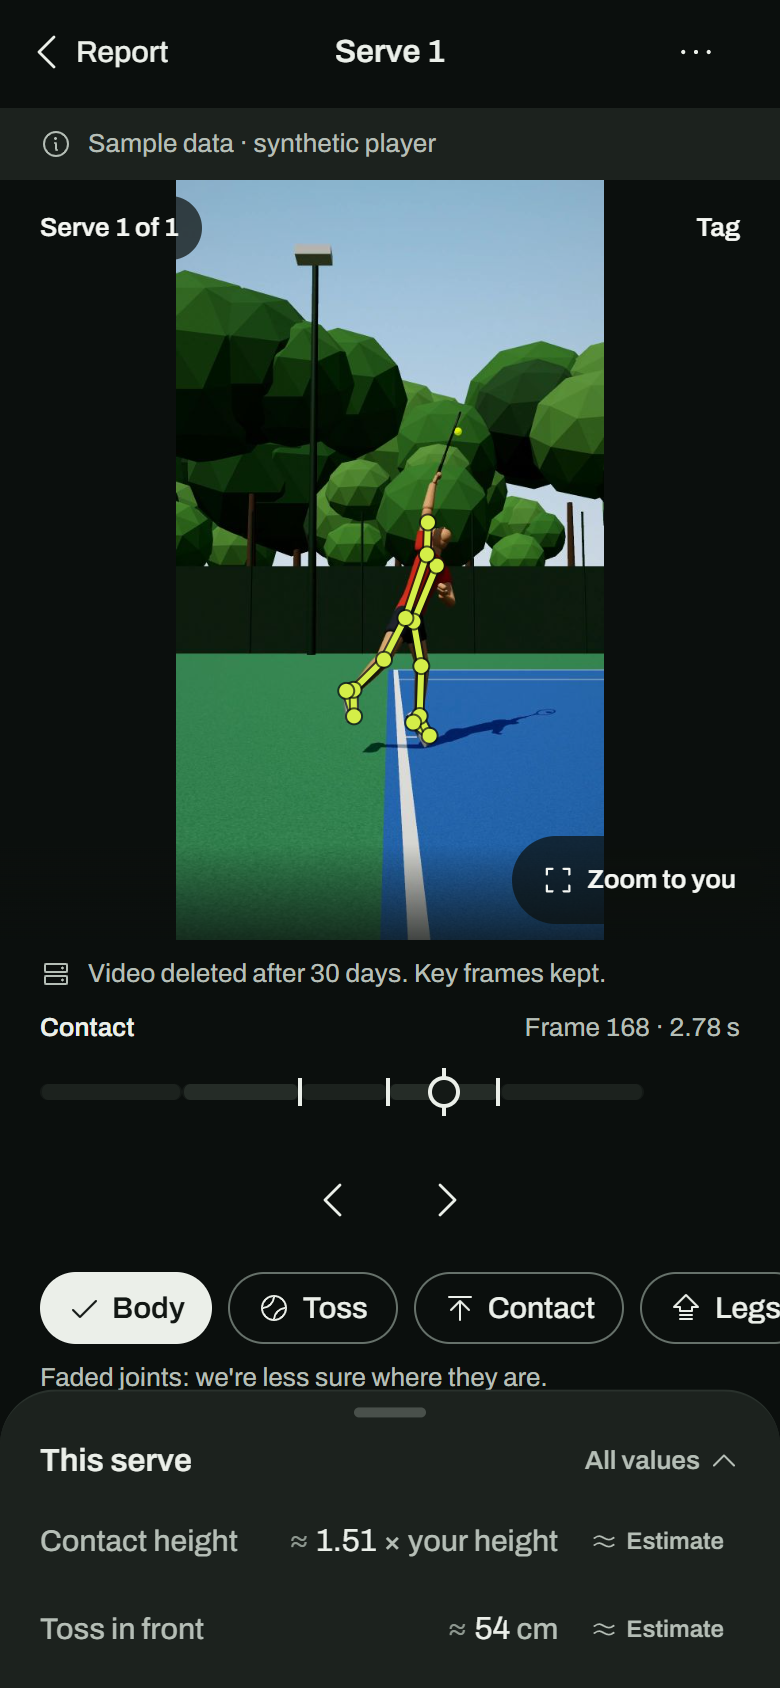 Report
Serve 1
Sample data · synthetic player
Serve 1 of 1
Tag
Zoom to you
Video deleted after 30 days. Key frames kept.
Contact
Frame 168 · 2.78 s
Body
Toss
Contact
Legs
Faded joints: we're less sure where they are.
This serve
All values
Contact height
≈ 1.51 × your height
Estimate
Toss in front
≈ 54 cm
Estimate